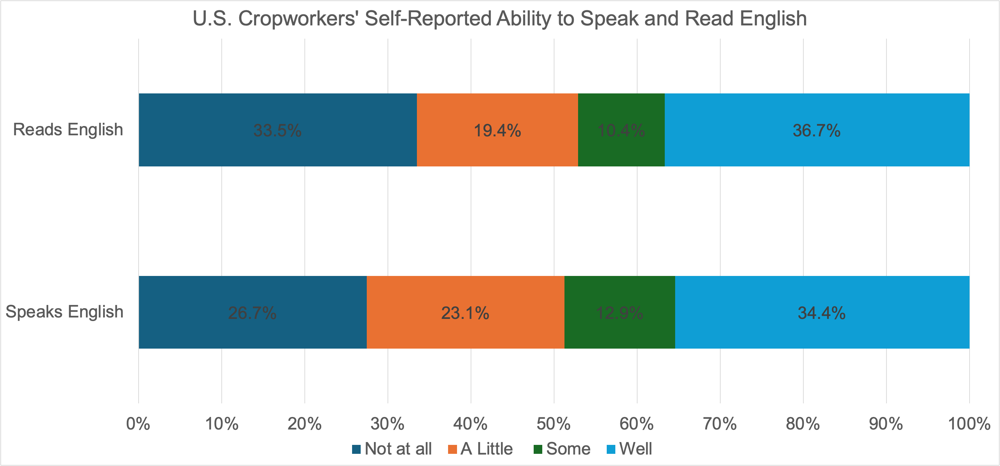 U.S. Cropworkers' Self-Reported Ability to Speak and Read English
Reads English
33.5%
19.4%
10.4%
36.7%
Speaks English
26.7%
23.1%
12.9%
34.4%
0% 10% 20% 30% 40% 50% 60% 70% 80% 90% 100%
Not at all A Little Some Well